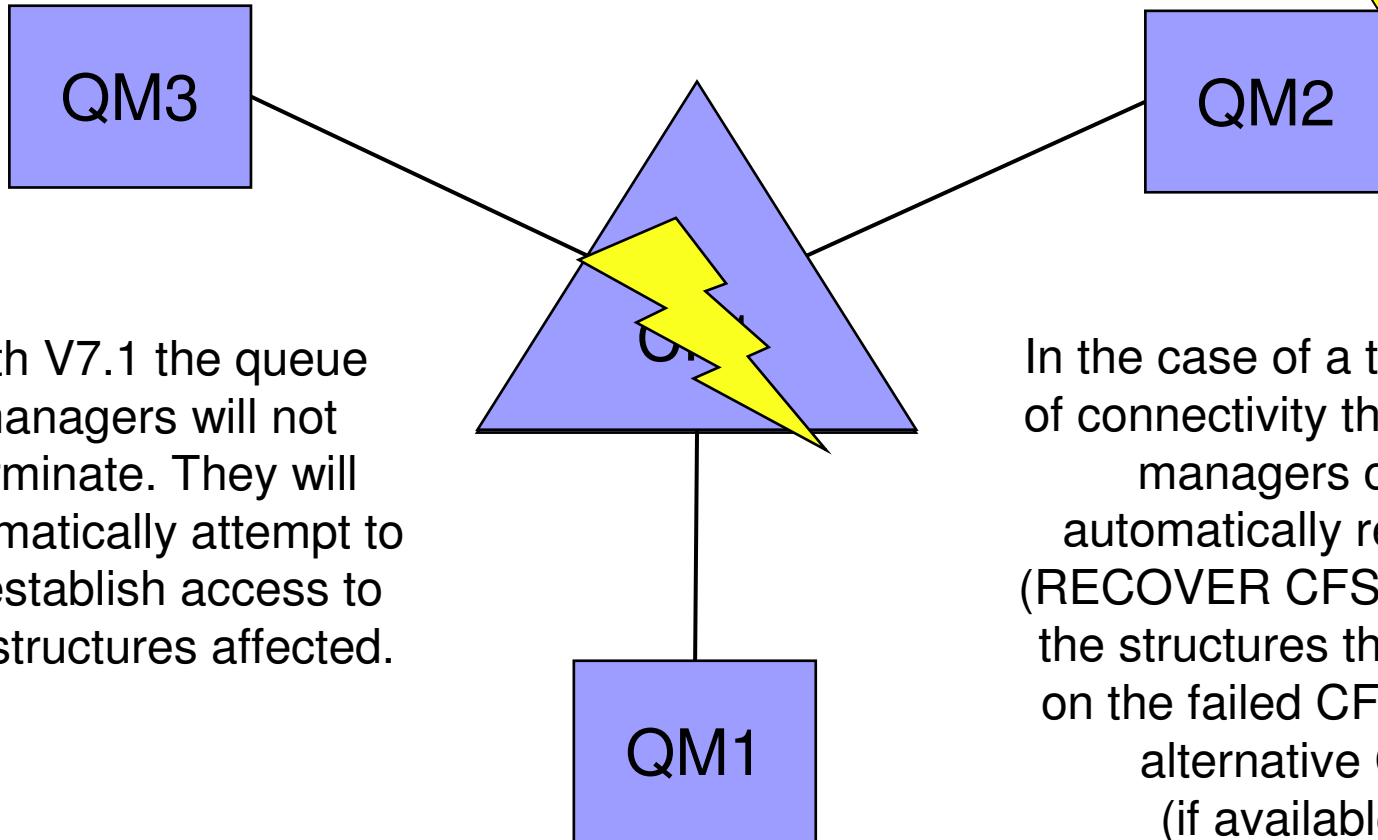 QM3
QM2
th V7.1 the queue
anagers will not
rminate. They will
matically attempt to
establish access to
structures affected.
In the case of a t
of connectivity th
managers
automatically re
(RECOVER CFS
the structures th
on the failed CF
alternative
(if availabl
QM1